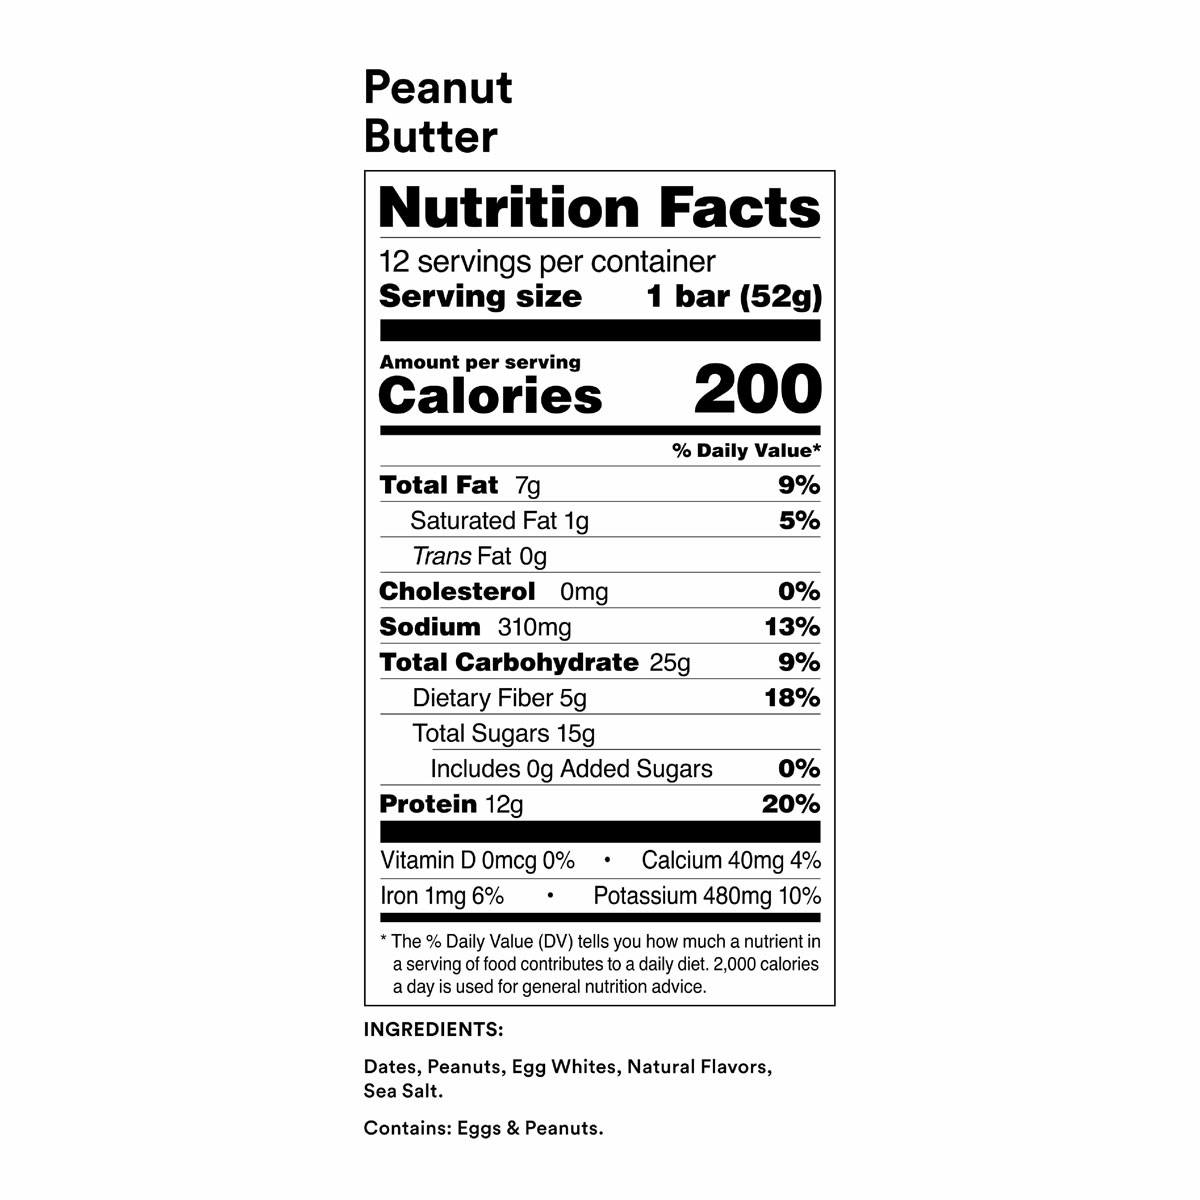 Peanut
Butter
Nutrition Facts
12 servings per container
Serving size 1 bar (52g)
Amount per serving
Calories 200
% Daily Value*
Total Fat 7g 9%
Saturated Fat 1g 5%
Trans Fat 0g
Cholesterol 0mg 0%
Sodium 310mg 13%
Total Carbohydrate 25g 9%
Dietary Fiber 5g 18%
Total Sugars 15g
Includes 0g Added Sugars 0%
Protein 12g 20%
Vitamin D 0mcg 0% • Calcium 40mg 4%
Iron 1mg 6% • Potassium 480mg 10%
* The % Daily Value (DV) tells you how much a nutrient in
a serving of food contributes to a daily diet. 2,000 calories
a day is used for general nutrition advice.
INGREDIENTS:
Dates, Peanuts, Egg Whites, Natural Flavors,
Sea Salt.
Contains: Eggs & Peanuts.